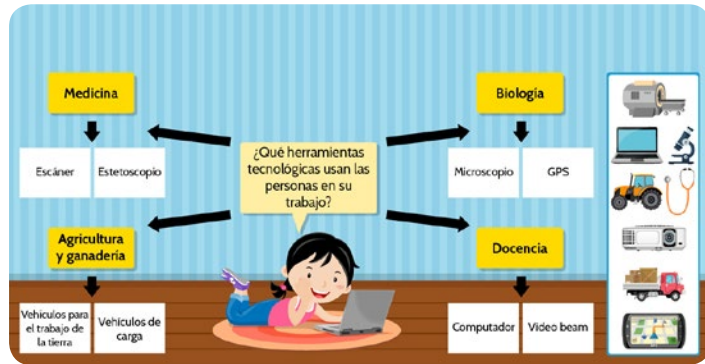 Medicina
Escáner
Estetoscopio
¿Qué herramientas
tecnológicas usan las
personas en su
trabajo?
Biología
Microscopio
GPS
Agricultura
y ganadería
Vehículos para
el trabajo de
la tierra
Vehículos de
carga
Docencia
Computador
Video beam